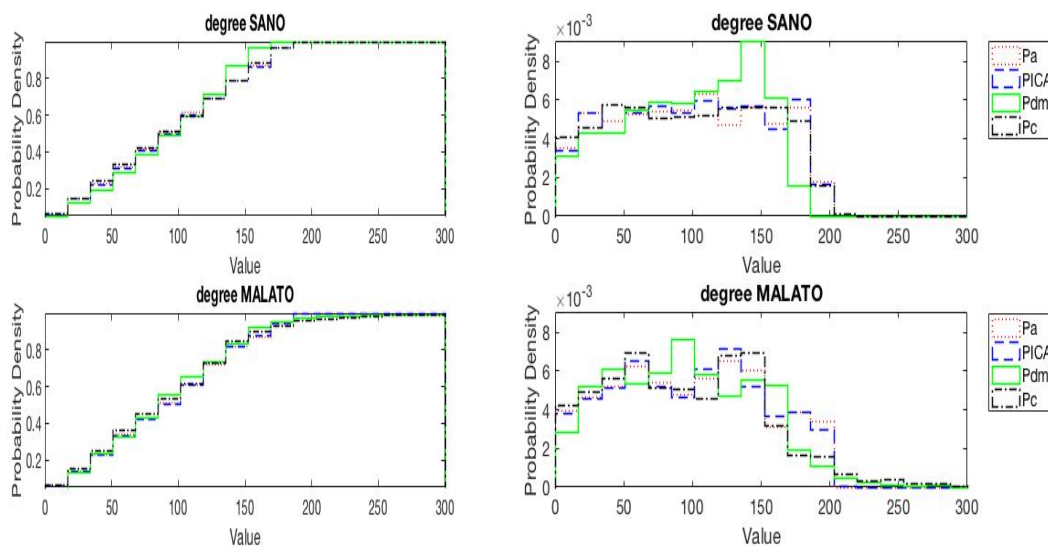 degree SANO
Probability Density
0.8
0.6
0.4
0.2
0 50 100 150 200 250 300
Value
degree SANO
×10-3
Probability Density
8
6
4
2
0
0 50 100 150 200 250 300
Value
Pa
PICA
Pdm
Pc
degree MALATO
Probability Density
0.8
0.6
0.4
0.2
0 50 100 150 200 250 300
Value
degree MALATO
×10-3
Probability Density
8
6
4
2
0
0 50 100 150 200 250 300
Value
Pa
PICA
Pdm
Pc